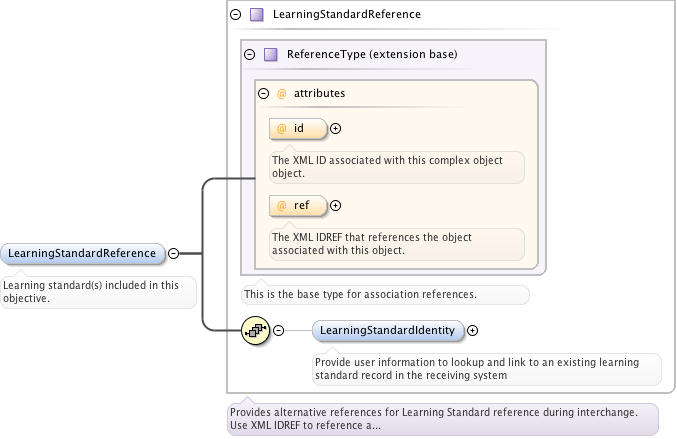 LearningStandardReference
ReferenceType (extension base)
@ attributes
@ id
The XML ID associated with this complex object
object.
@ ref
The XML IDREF that references the object
associated with this object.
LearningStandardReference
Learning standard(s) included in this
objective.
This is the base type for association references.
LearningStandardIdentity
Provide user information to lookup and link to an existing learning
standard record in the receiving system
Provides alternative references for Learning Standard reference during interchange.
Use XML IDREF to reference a...